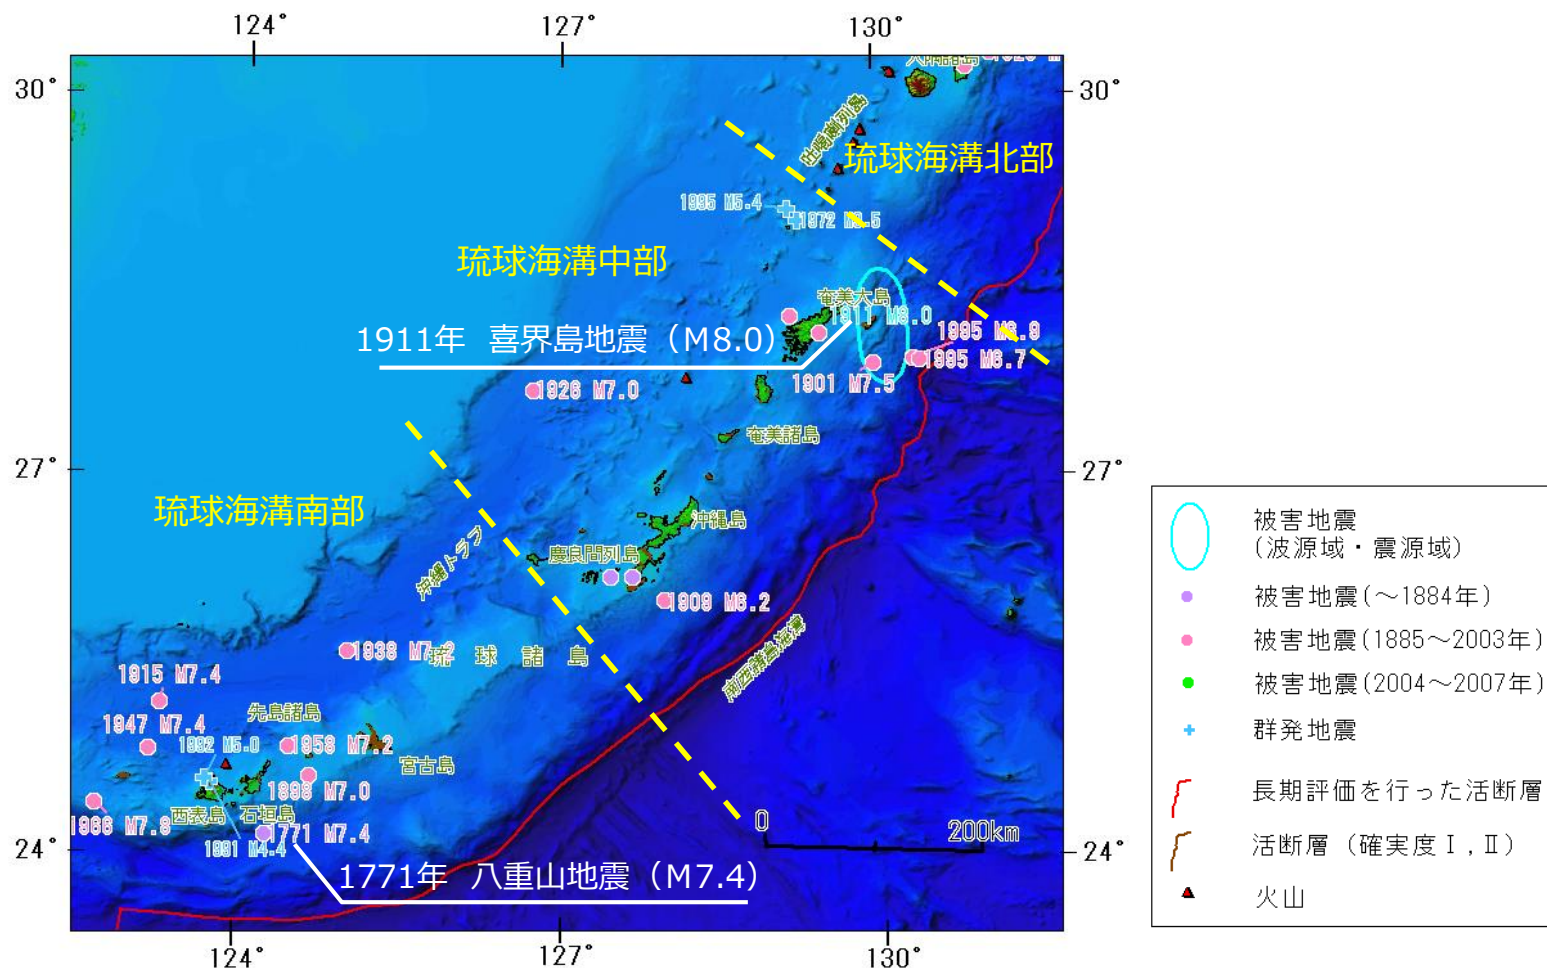 124°
127°
130°
30°
30°
大隅諸島
吐噶喇列島
琉球海溝北部
1995 M5.4
1972 M3.5
琉球海溝中部
奄美大島
1911 M8.0
1911年 喜界島地震（M8.0）
1995 M6.9
1995 M6.7
1901 M7.5
1926 M7.0
奄美諸島
27°
27°
琉球海溝南部
沖縄島
沖縄トラフ
慶良間列島
1909 M6.2
南西諸島海溝
1938 M7.2
琉球諸島
1915 M7.4
先島諸島
1947 M7.4
1992 M5.0
1958 M7.2
宮古島
1898 M7.0
1966 M7.8
西表島
石垣島
1771 M7.4
1991 M4.4
0
200km
24°
24°
1771年 八重山地震（M7.4）
124°
127°
130°
被害地震
(波源域・震源域)
被害地震(～1884年)
被害地震(1885～2003年)
被害地震(2004～2007年)
群発地震
長期評価を行った活断層
活断層（確実度Ⅰ,Ⅱ）
火山